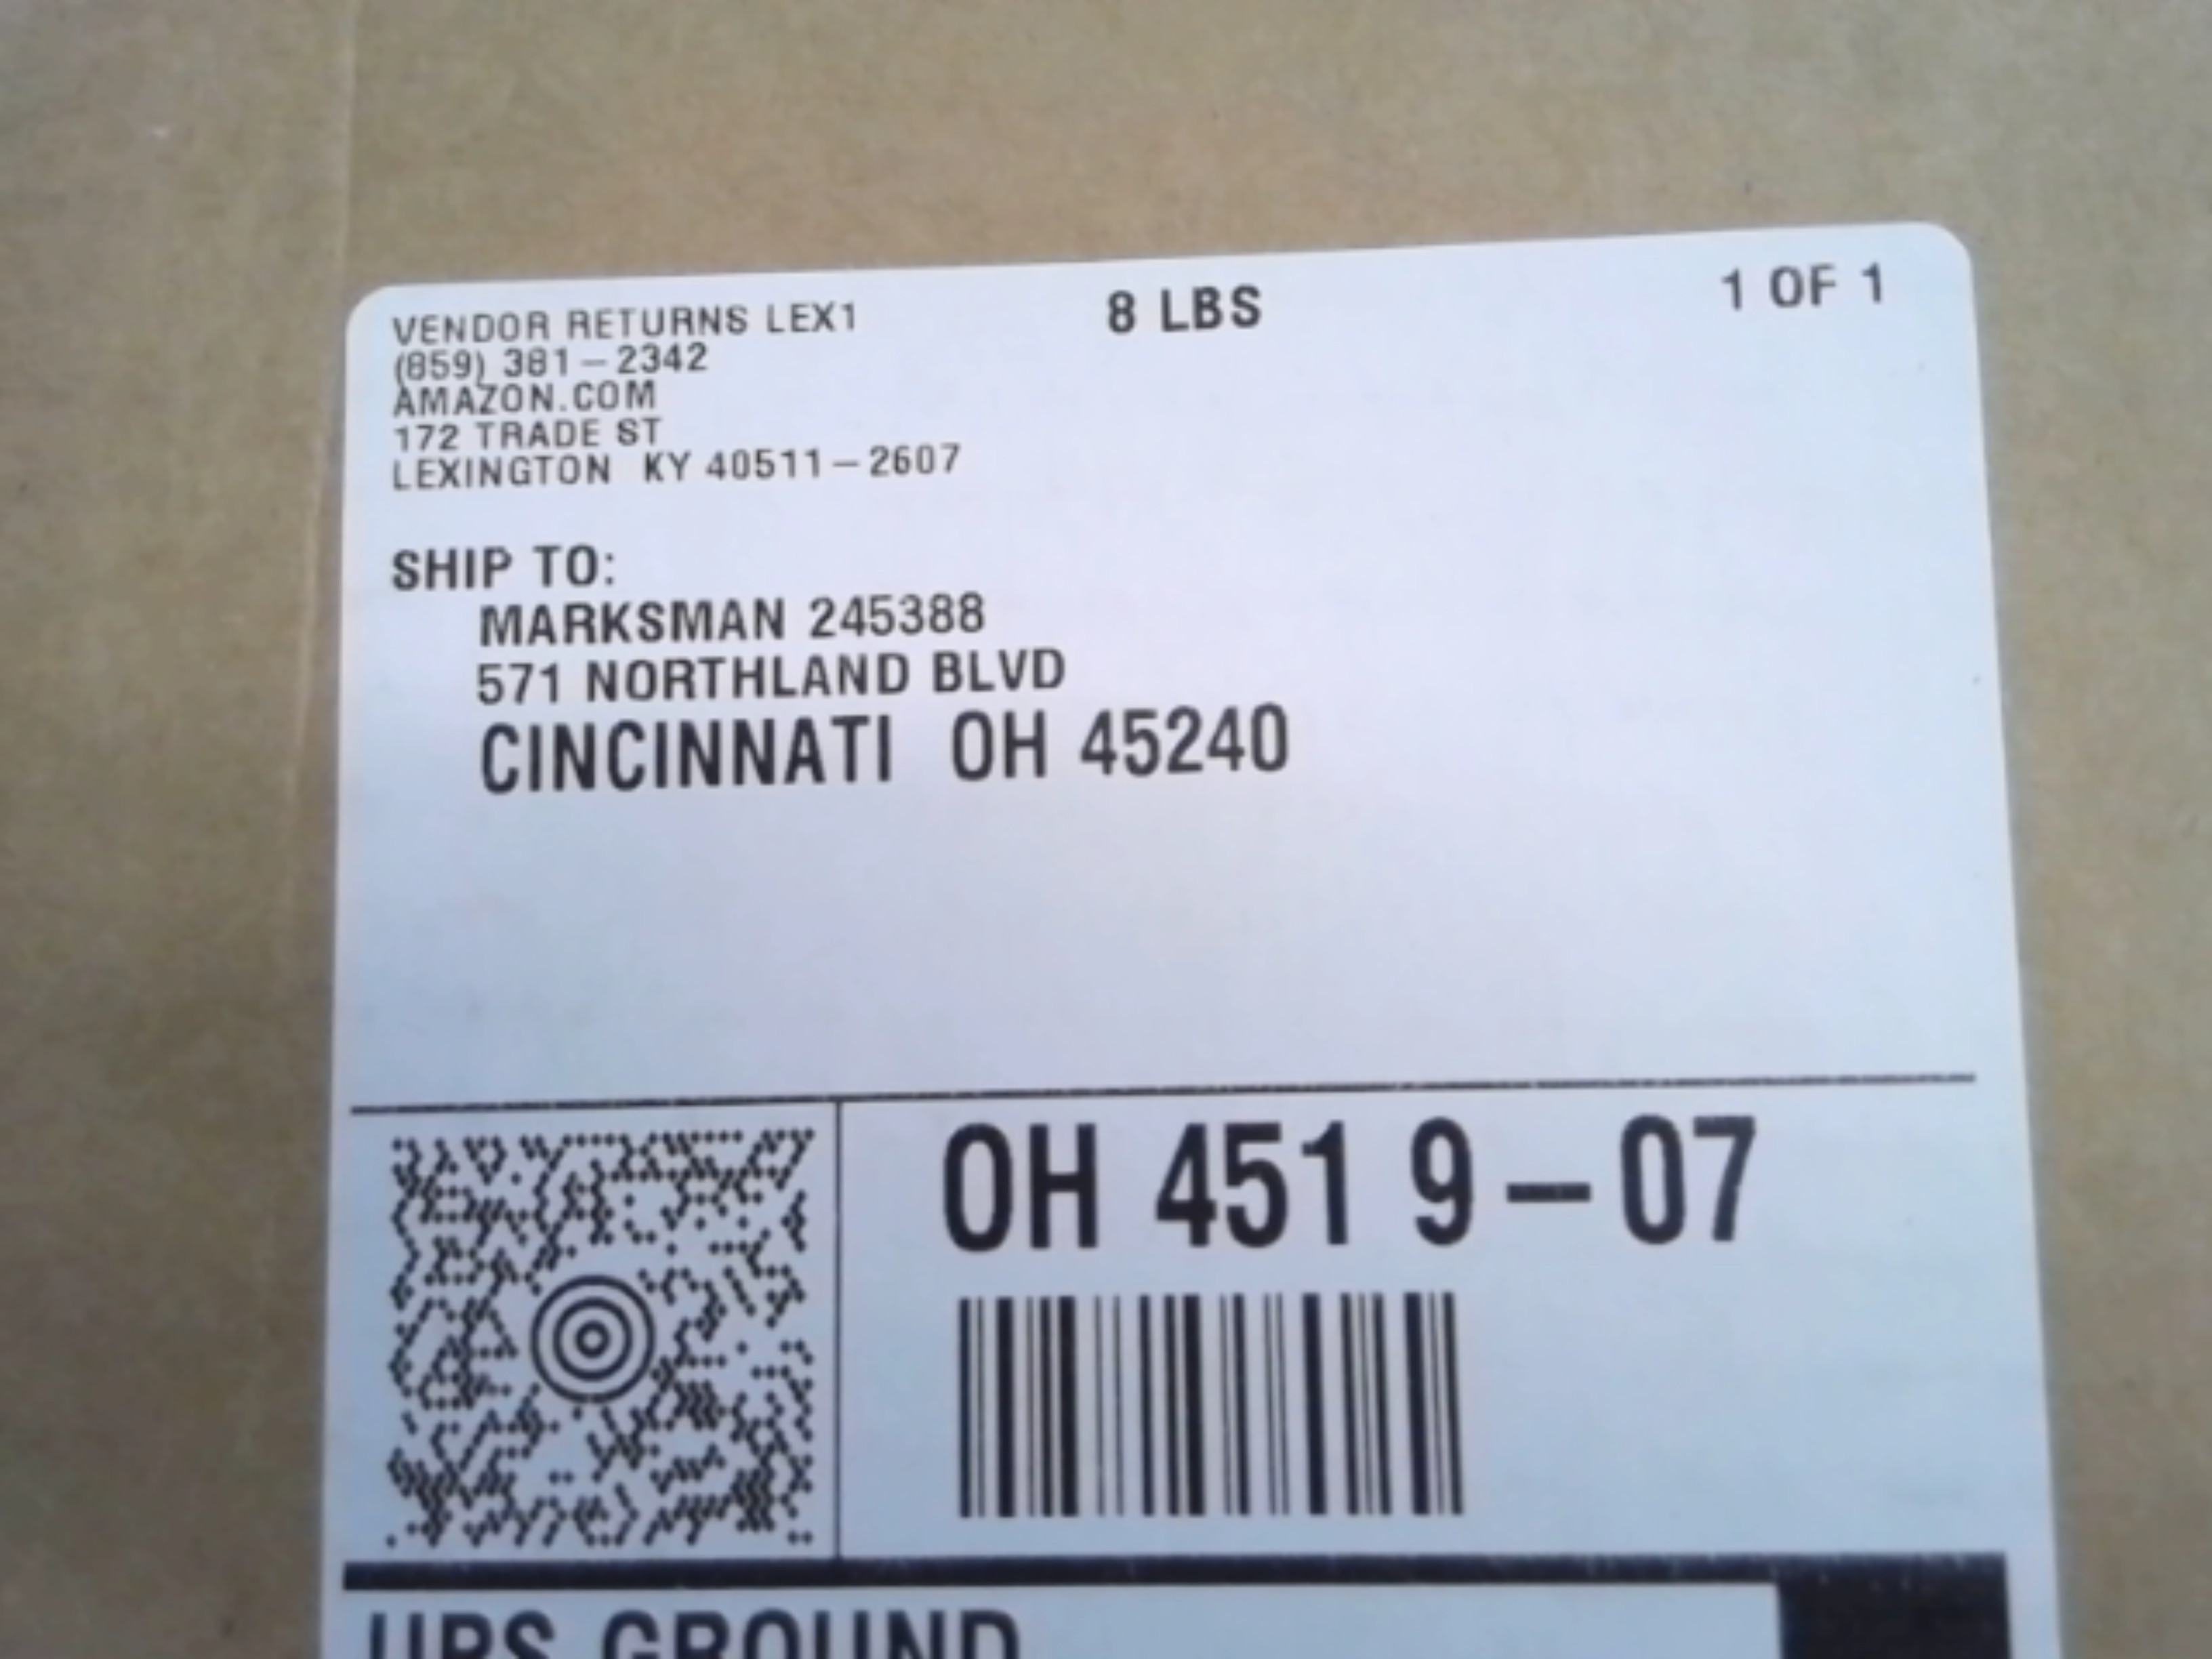 VENDOR RETURNS LEX1
8 LBS
1 OF 1
(859) 381-2342
AMAZON.COM
172 TRADE ST
LEXINGTON KY 40511-2607
SHIP TO:
MARKSMAN 245388
571 NORTHLAND BLVD
CINCINNATI OH 45240
OH 451 9-07
UPS GROUND